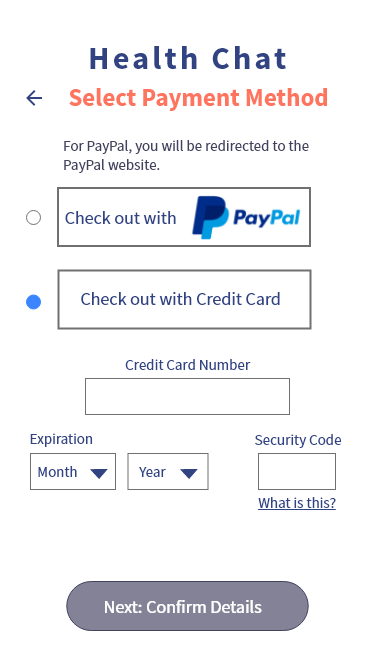 Health Chat
Select Payment Method
For PayPal, you will be redirected to the
PayPal website.
Check out with PayPal
Check out with Credit Card
Credit Card Number
Expiration
Security Code
Month
Year
What is this?
Next: Confirm Details